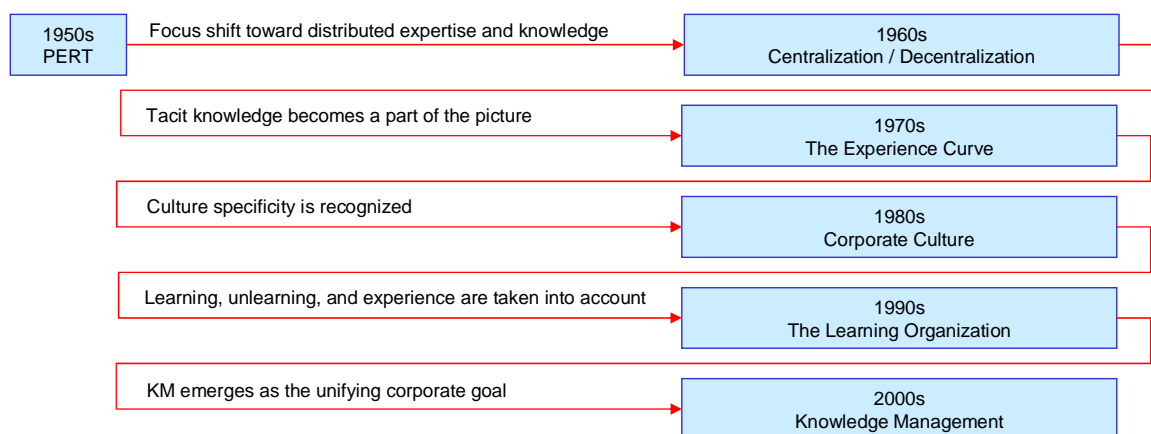 1950s
PERT
Focus shift toward distributed expertise and knowledge
1960s
Centralization / Decentralization
Tacit knowledge becomes a part of the picture
1970s
The Experience Curve
Culture specificity is recognized
1980s
Corporate Culture
Learning, unlearning, and experience are taken into account
1990s
The Learning Organization
KM emerges as the unifying corporate goal
2000s
Knowledge Management